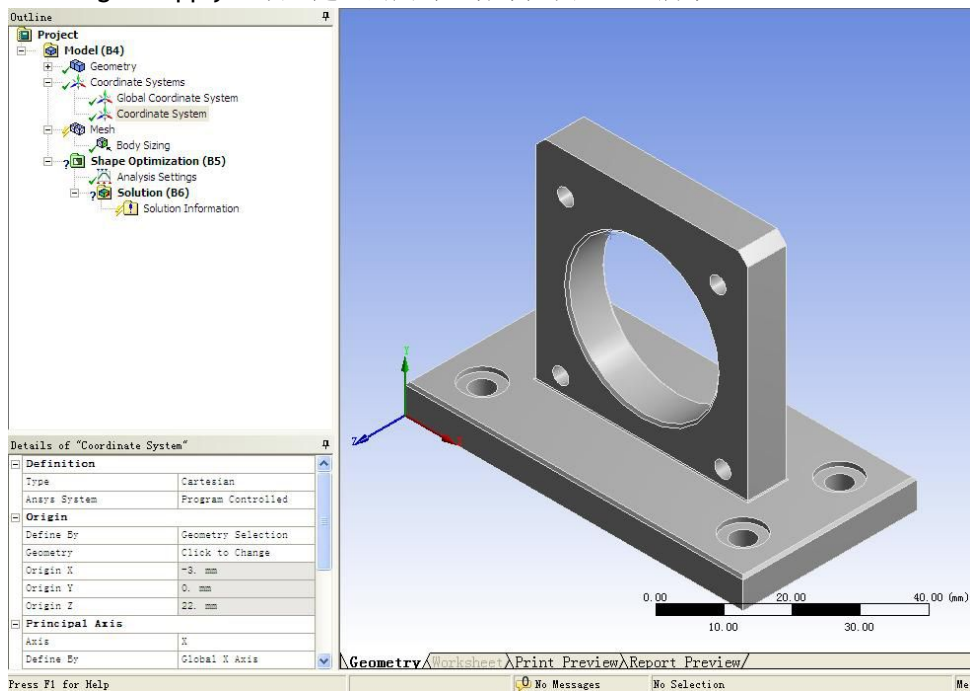 Outline
Project
Model (B4)
Geometry
Coordinate Systems
Global Coordinate System
Coordinate System
Mesh
Body Sizing
Shape Optimization (B5)
Analysis Settings
Solution (B6)
Solution Information
Details of "Coordinate System"
Definition
Type Cartesian
Ansys System Program Controlled
Origin
Define By Geometry Selection
Geometry Click to Change
Origin X -3. mm
Origin Y 0. mm
Origin Z 22. mm
Principal Axis
Axis X
Define By Global X Axis
Y
Z
0.00 20.00 40.00 (mm)
10.00 30.00
Geometry Worksheet Print Preview Report Preview
Press F1 for Help 0 No Messages No Selection Me